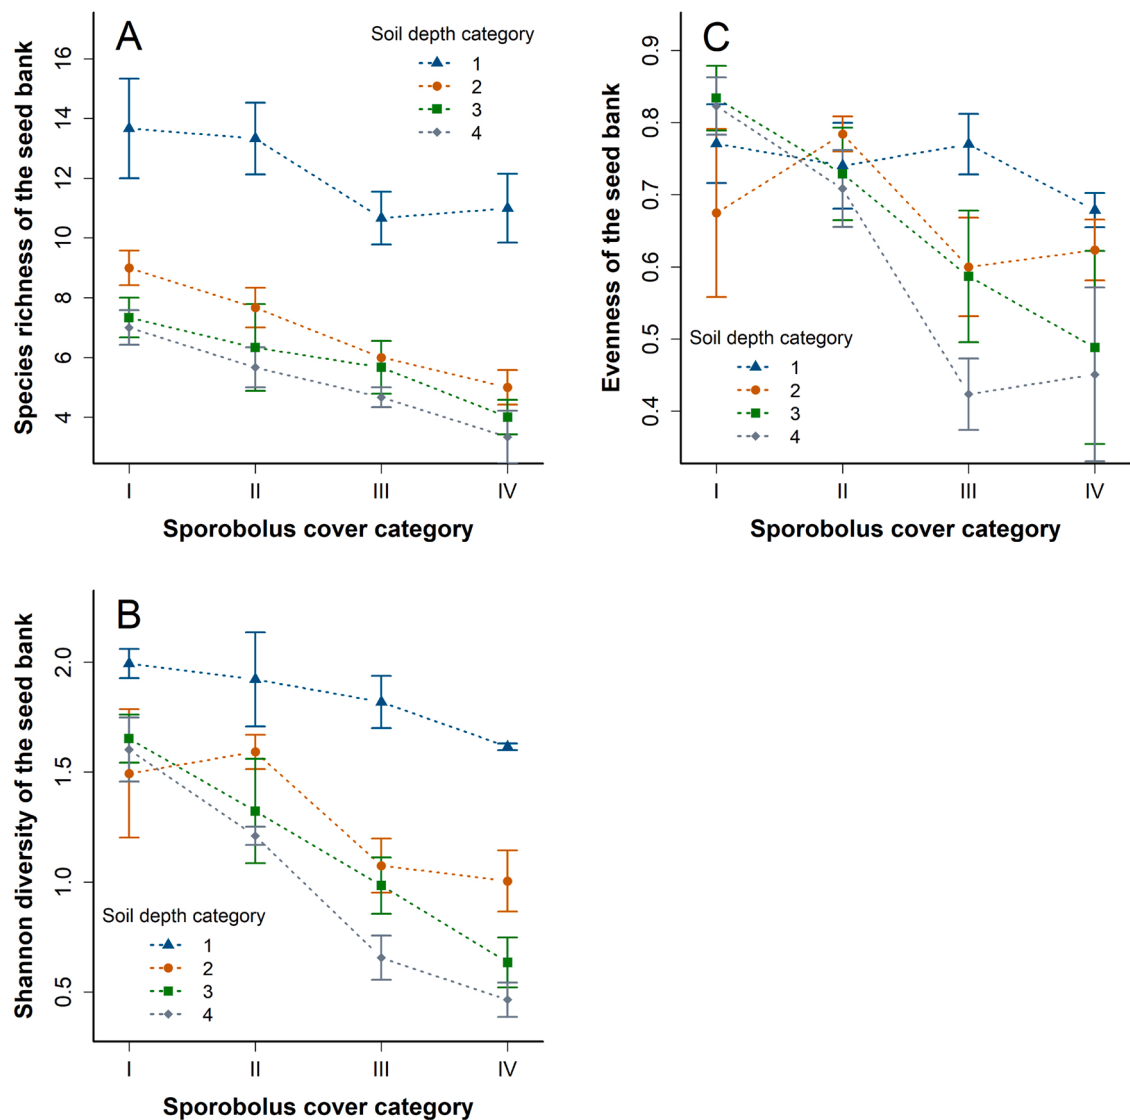 A
Soil depth category
1
2
3
4
Species richness of the seed bank
16
14
12
10
8
6
4
I II III IV
Sporobolus cover category
C
Evenness of the seed bank
0.9
0.8
0.7
0.6
0.5
0.4
Soil depth category
1
2
3
4
I II III IV
Sporobolus cover category
B
Shannon diversity of the seed bank
2.0
1.5
1.0
0.5
Soil depth category
1
2
3
4
I II III IV
Sporobolus cover category